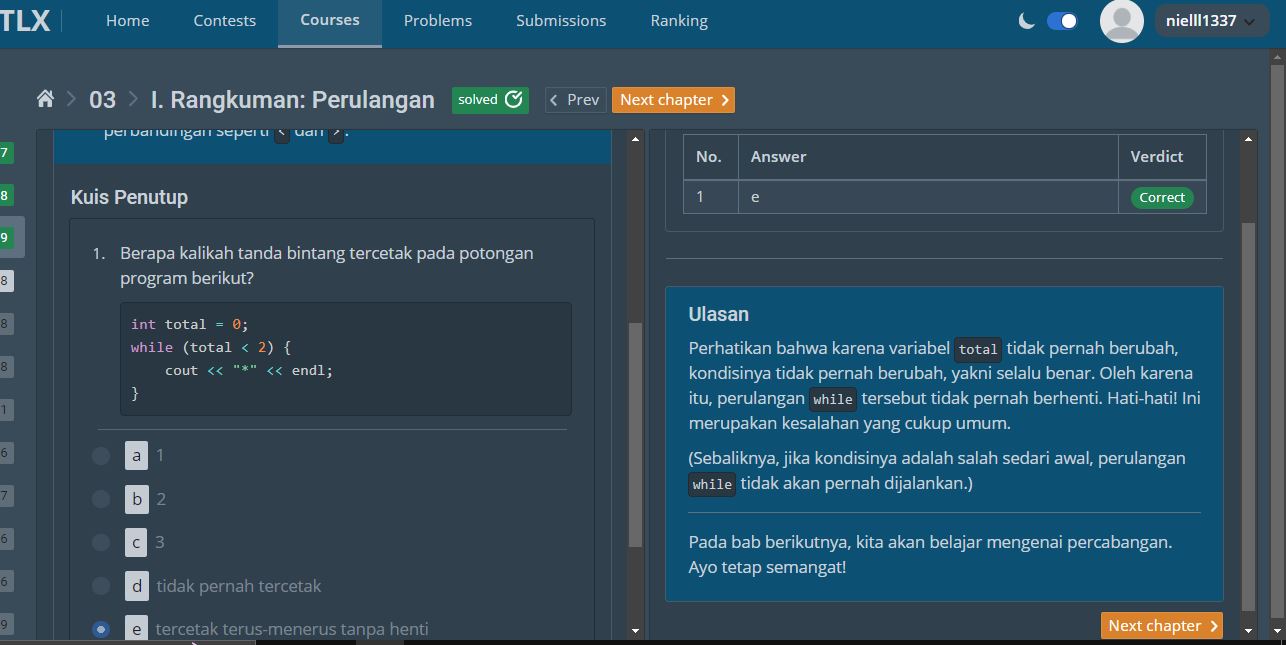 TLX Home Contests Courses Problems Submissions Ranking nielll1337
03 I. Rangkuman: Perulangan solved Prev Next chapter
7
8
9
8
8
8
1
6
7
6
6
9
perbandingan seperti < dan >.
Kuis Penutup
1. Berapa kalikah tanda bintang tercetak pada potongan
program berikut?
int total = 0;
while (total < 2) {
    cout << "*" << endl;
}
a 1
b 2
c 3
d tidak pernah tercetak
e tercetak terus-menerus tanpa henti
No. Answer Verdict
1 e Correct
Ulasan
Perhatikan bahwa karena variabel total tidak pernah berubah,
kondisinya tidak pernah berubah, yakni selalu benar. Oleh karena
itu, perulangan while tersebut tidak pernah berhenti. Hati-hati! Ini
merupakan kesalahan yang cukup umum.
(Sebaliknya, jika kondisinya adalah salah sedari awal, perulangan
while tidak akan pernah dijalankan.)
Pada bab berikutnya, kita akan belajar mengenai percabangan.
Ayo tetap semangat!
Next chapter